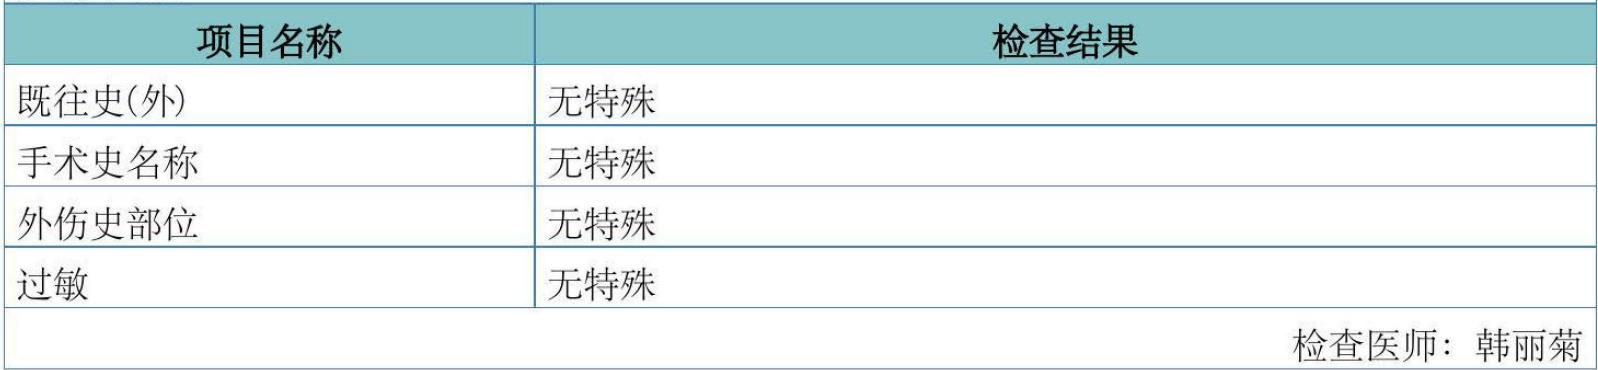 项目名称 检查结果
既往史(外) 无特殊
手术史名称 无特殊
外伤史部位 无特殊
过敏 无特殊
检查医师: 韩丽菊